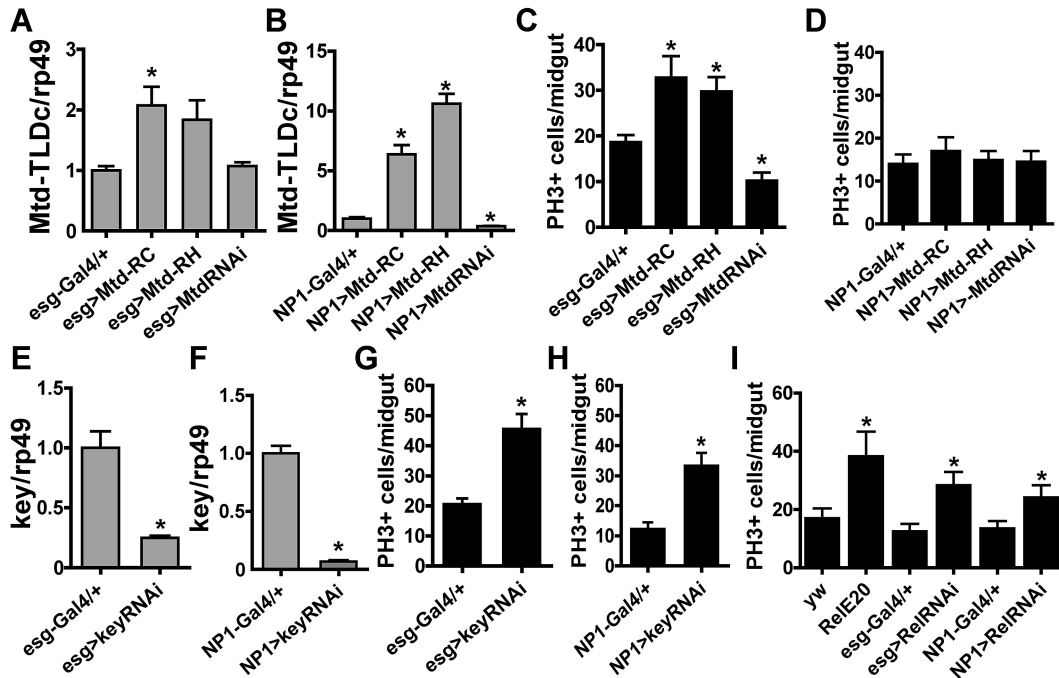 A
Mtd-TLDc/rp49
3
2
1
0
*
esg-Gal4/+
esg>Mtd-RC
esg>Mtd-RH
esg>MtdRNAi
B
Mtd-TLDc/rp49
15
10
5
0
*
*
*
NP1-Gal4/+
NP1>Mtd-RC
NP1>Mtd-RH
NP1>MtdRNAi
C
PH3+ cells/midgut
40
30
20
10
0
*
*
*
esg-Gal4/+
esg>Mtd-RC
esg>Mtd-RH
esg>MtdRNAi
D
PH3+ cells/midgut
40
30
20
10
0
NP1-Gal4/+
NP1>Mtd-RC
NP1>Mtd-RH
NP1>-MtdRNAi
E
key/rp49
1.5
1.0
0.5
0
*
esg-Gal4/+
esg>keyRNAi
F
key/rp49
1.5
1.0
0.5
0
*
NP1-Gal4/+
NP1>keyRNAi
G
PH3+ cells/midgut
60
50
40
30
20
10
0
*
esg-Gal4/+
esg>keyRNAi
H
PH3+ cells/midgut
60
50
40
30
20
10
0
*
NP1-Gal4/+
NP1>keyRNAi
I
PH3+ cells/midgut
60
40
20
0
*
*
*
yw
RelE20
esg-Gal4/+
esg>RelRNAi
NP1-Gal4/+
NP1>RelRNAi